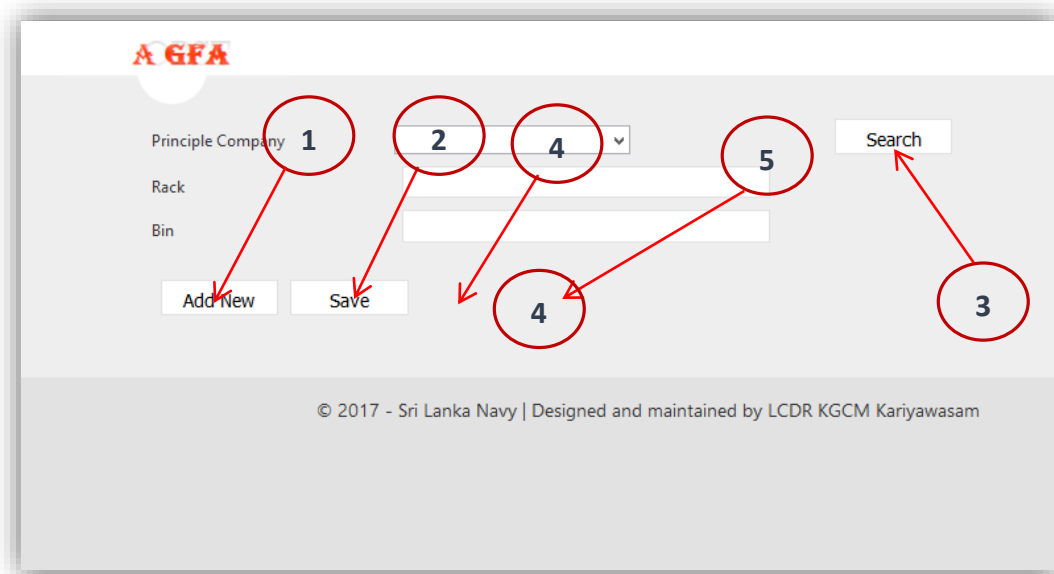 A GFA
Principle Company 1 2 4 5 Search
Rack
Bin
Add New Save 4 3
© 2017 - Sri Lanka Navy | Designed and maintained by LCDR KGCM Kariyawasam